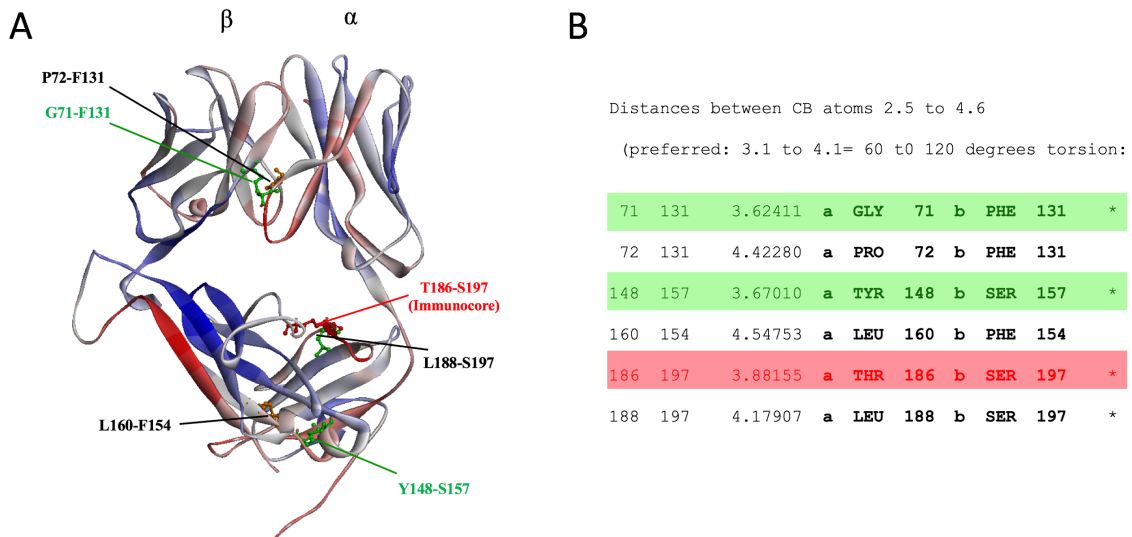 A
β
α
P72-F131
G71-F131
T186-S197
(Immunocore)
L188-S197
L160-F154
Y148-S157
B
Distances between CB atoms 2.5 to 4.6
(preferred: 3.1 to 4.1= 60 t0 120 degrees torsion:
71 131 3.62411 a GLY 71 b PHE 131 *
72 131 4.42280 a PRO 72 b PHE 131
148 157 3.67010 a TYR 148 b SER 157 *
160 154 4.54753 a LEU 160 b PHE 154
186 197 3.88155 a THR 186 b SER 197 *
188 197 4.17907 a LEU 188 b SER 197 *